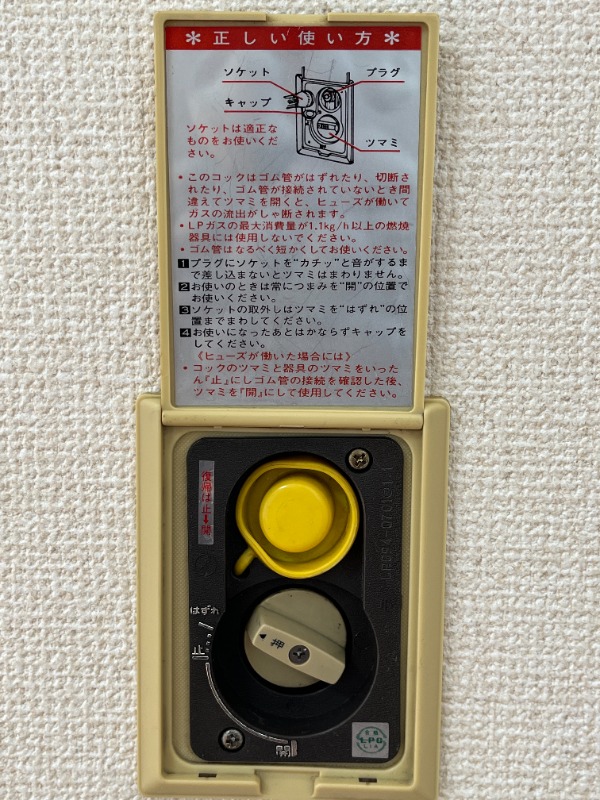 ＊正しい使い方＊
ソケット
プラグ
キャップ
ソケットは適正な
ものをお使いくだ
さい。
ツマミ
・このコックはゴム管がはずれたり、切断さ
れたり、ゴム管が接続されていないとき間
違えてツマミを開くと、ヒューズが働いて
ガスの流出がしゃ断されます。
・LPガスの最大消費量が1.1kg/h以上の燃焼
器具には使用しないでください。
・ゴム管はなるべく短かくしてお使いください。
1 プラグにソケットを“カチッ”と音がするま
で差し込まないとツマミはまわりません。
2 お使いのときは常につまみを“開”の位置で
お使いください。
3 ソケットの取外しはツマミを“はずれ”の位
置までまわしてください。
4 お使いになったあとはかならずキャップを
してください。
《ヒューズが働いた場合には》
・コックのツマミと器具のツマミをいった
ん『止』にしゴム管の接続を確認した後、
ツマミを『開』にして使用してください。
復帰は止→開
はずれ
止
押
開
LPG
LIA